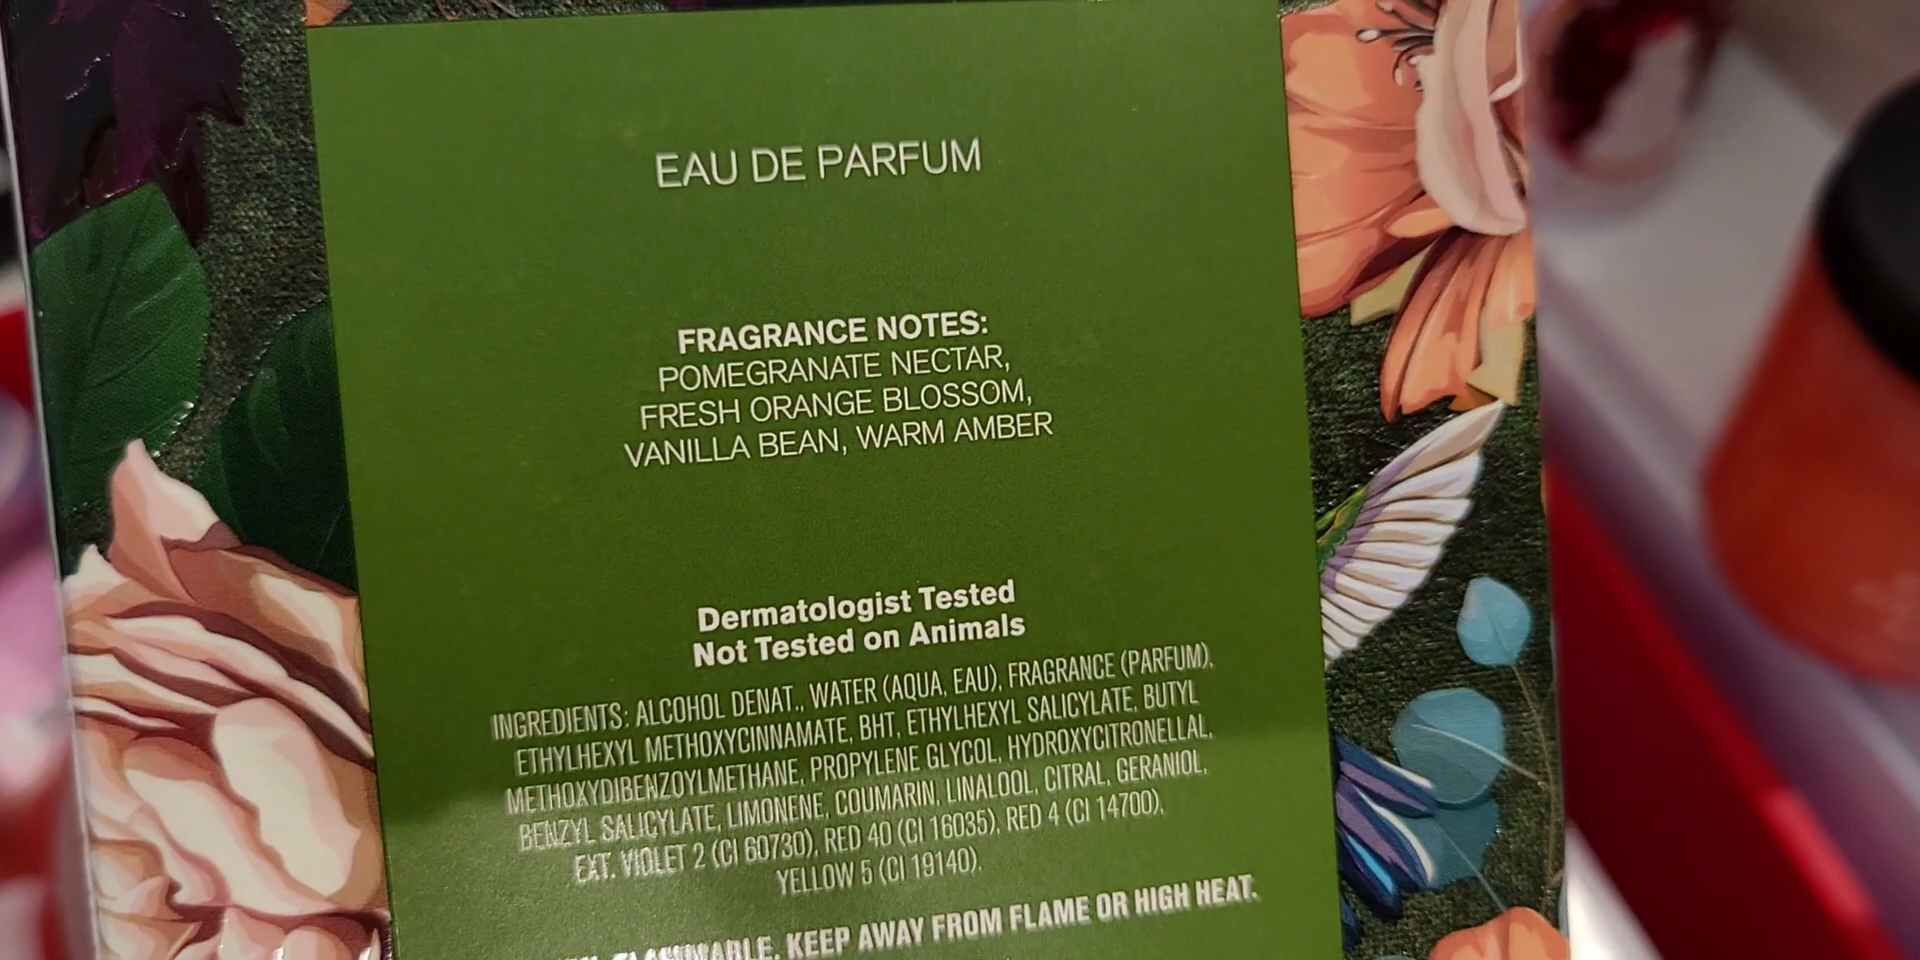 EAU DE PARFUM
FRAGRANCE NOTES:
POMEGRANATE NECTAR,
FRESH ORANGE BLOSSOM,
VANILLA BEAN, WARM AMBER
Dermatologist Tested
Not Tested on Animals
INGREDIENTS: ALCOHOL DENAT., WATER (AQUA, EAU), FRAGRANCE (PARFUM),
ETHYLHEXYL METHOXYCINNAMATE, BHT, ETHYLHEXYL SALICYLATE, BUTYL
METHOXYDIBENZOYLMETHANE, PROPYLENE GLYCOL, HYDROXYCITRONELLAL,
BENZYL SALICYLATE, LIMONENE, COUMARIN, LINALOOL, CITRAL, GERANIOL,
EXT. VIOLET 2 (CI 60730), RED 40 (CI 16035), RED 4 (CI 14700),
YELLOW 5 (CI 19140).
FLAMMABLE. KEEP AWAY FROM FLAME OR HIGH HEAT.